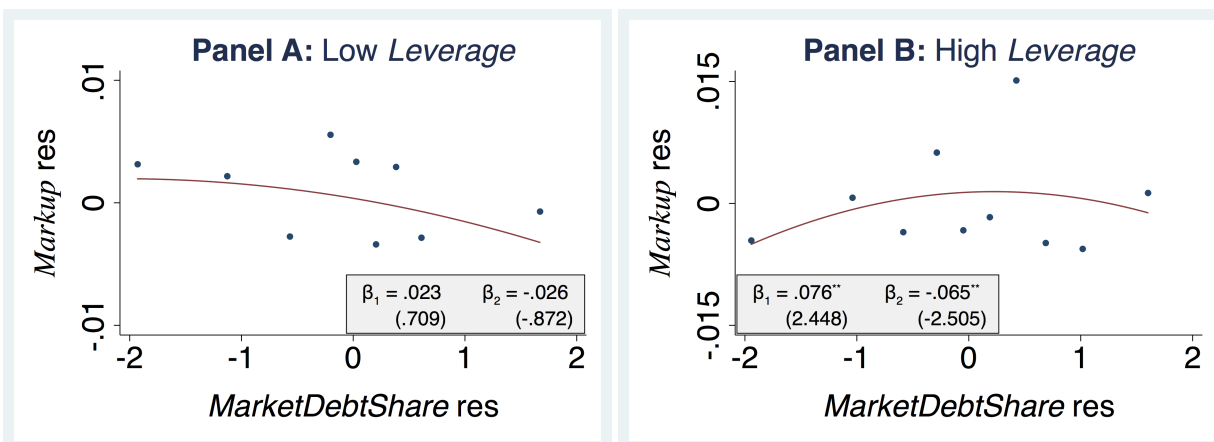 Panel A: Low Leverage
.01
0
-.01
Markup res
β1 = .023 β2 = -.026
(.709) (-.872)
-2 -1 0 1 2
MarketDebtShare res
Panel B: High Leverage
.015
0
-.015
Markup res
β1 = .076** β2 = -.065**
(2.448) (-2.505)
-2 -1 0 1 2
MarketDebtShare res